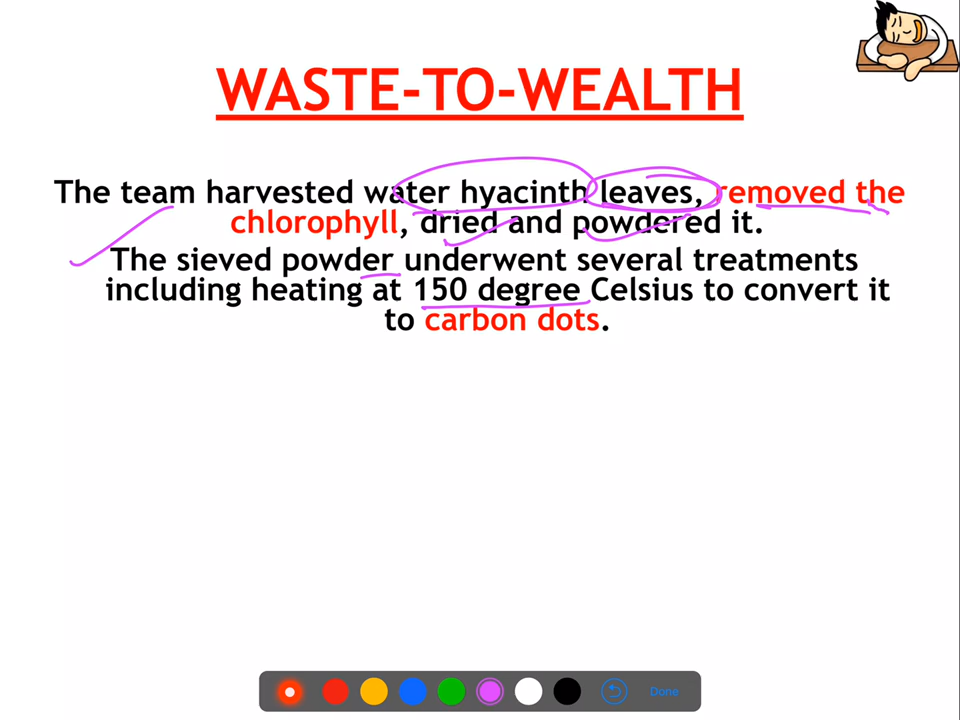 WASTE-TO-WEALTH
The team harvested water hyacinth leaves, removed the
chlorophyll, dried and powdered it.
The sieved powder underwent several treatments
including heating at 150 degree Celsius to convert it
to carbon dots.
Done